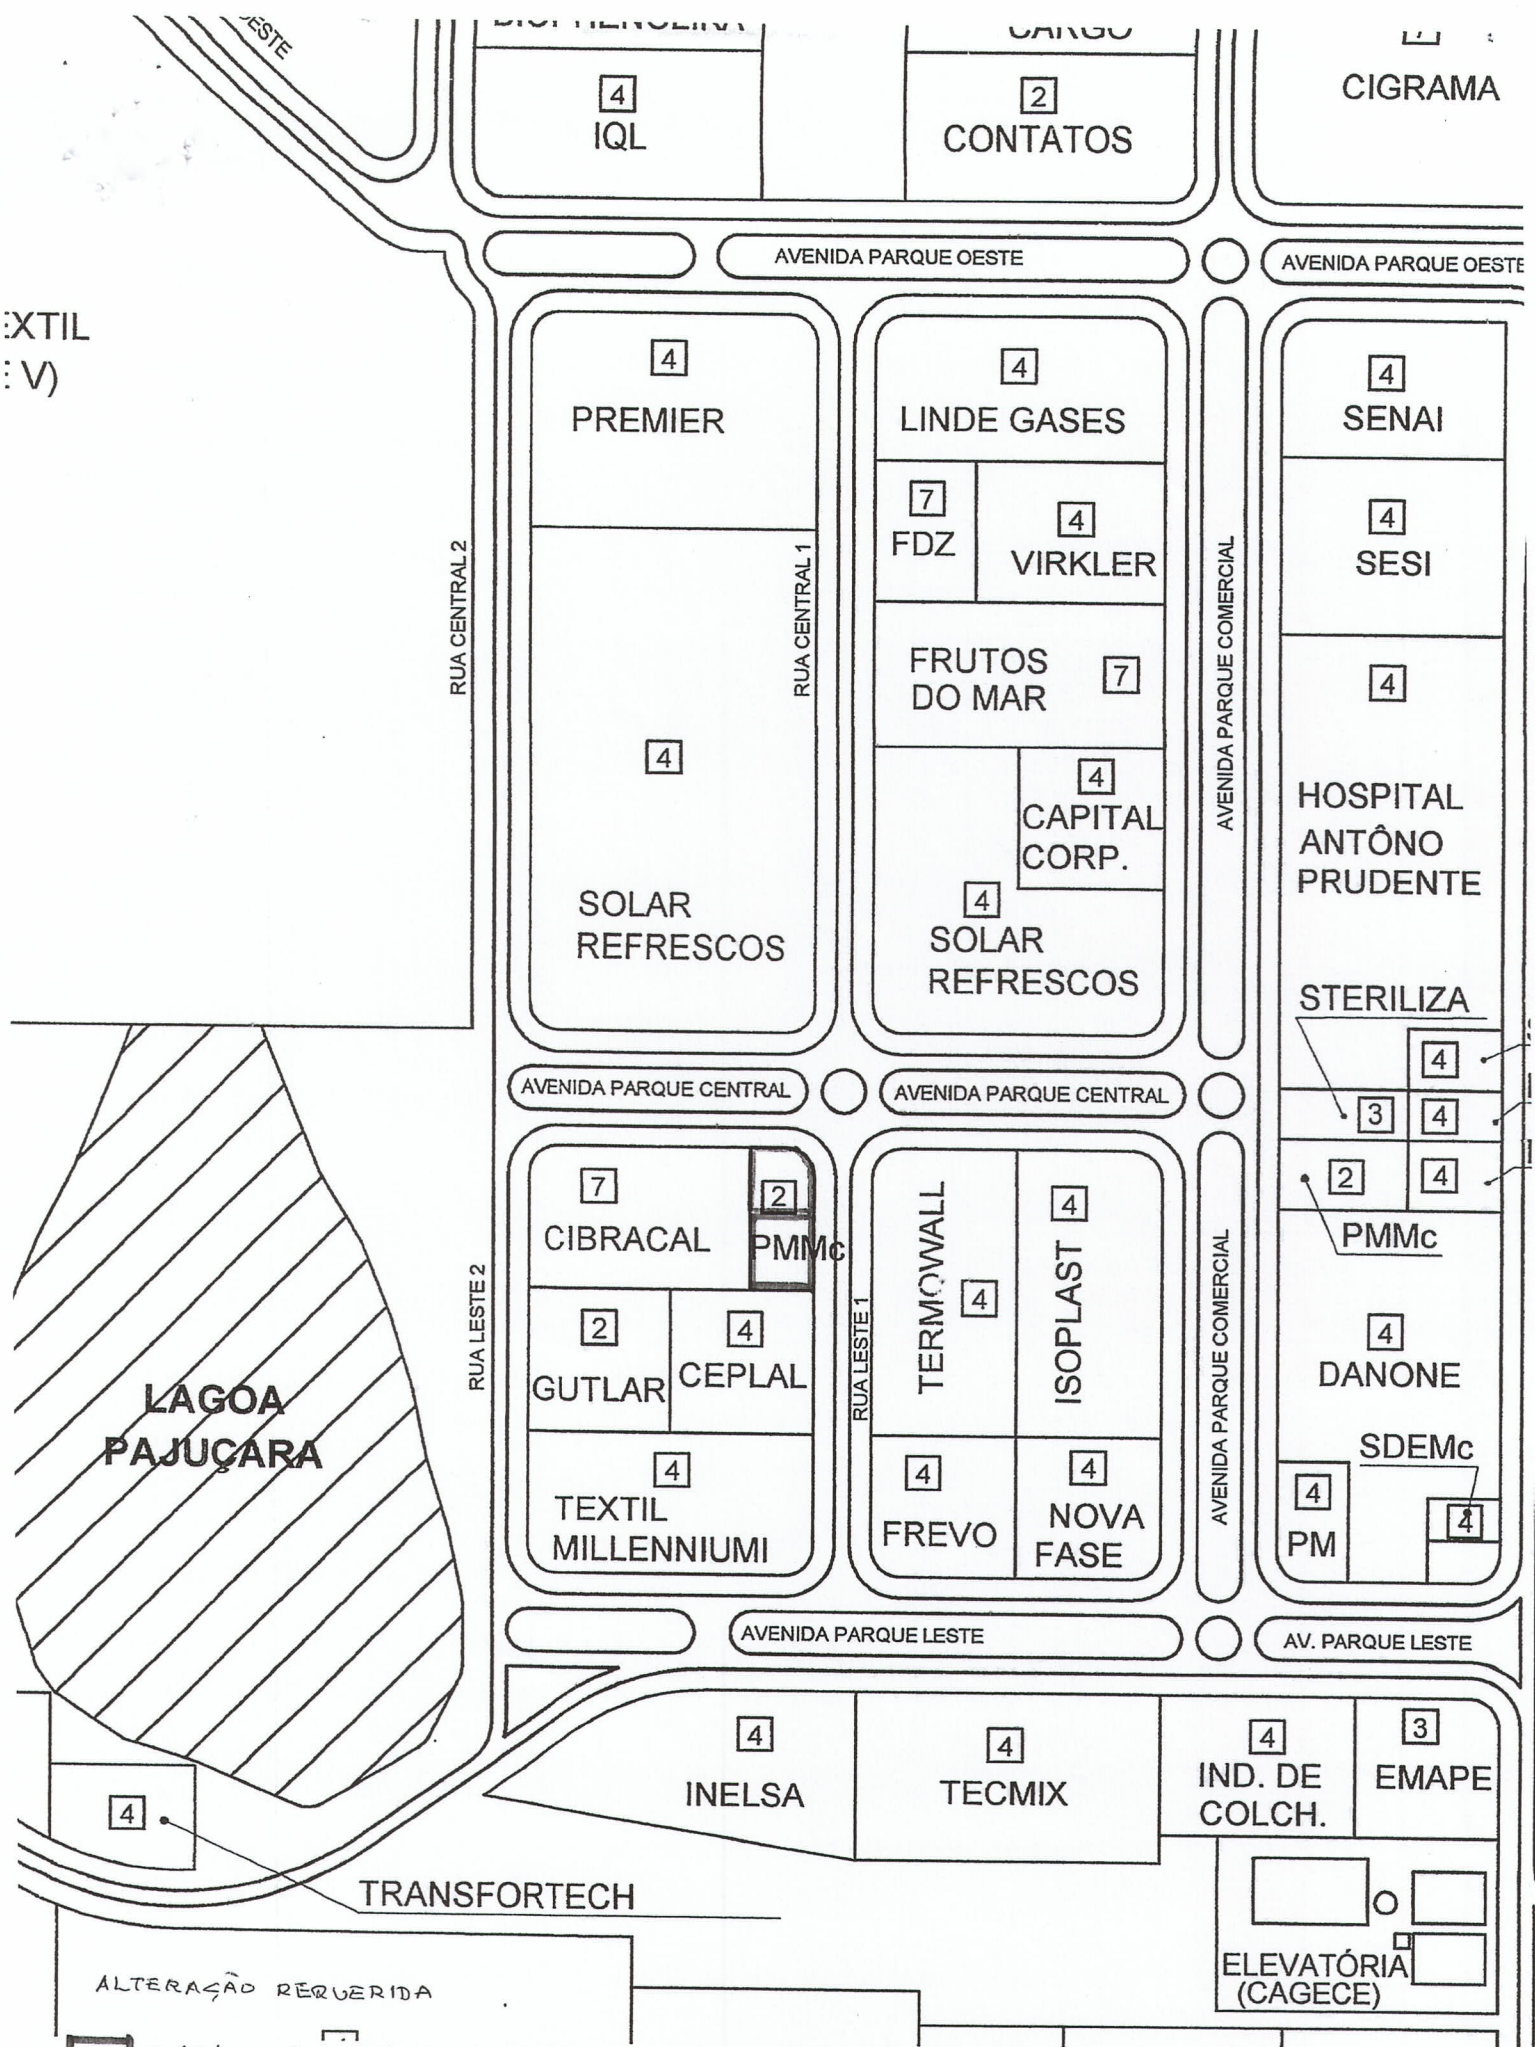 OESTE
CARGO
4
IQL
2
CONTATOS
7
CIGRAMA
AVENIDA PARQUE OESTE
AVENIDA PARQUE OESTE
EXTIL
E V)
4
PREMIER
4
LINDE GASES
4
SENAI
7
FDZ
4
VIRKLER
4
SESI
RUA CENTRAL 2
RUA CENTRAL 1
AVENIDA PARQUE COMERCIAL
FRUTOS
DO MAR
7
4
4
SOLAR
REFRESCOS
4
CAPITAL
CORP.
4
SOLAR
REFRESCOS
HOSPITAL
ANTÔNO
PRUDENTE
STERILIZA
4
3
4
2
4
PMMc
AVENIDA PARQUE CENTRAL
AVENIDA PARQUE CENTRAL
7
CIBRACAL
2
PMMc
2
GUTLAR
4
CEPLAL
4
TEXTIL
MILLENNIUMI
RUA LESTE 2
RUA LESTE 1
TERMOWALL
4
4
ISOPLAST
AVENIDA PARQUE COMERCIAL
4
DANONE
LAGOA
PAJUÇARA
4
FREVO
4
NOVA
FASE
SDEMc
4
PM
4
AVENIDA PARQUE LESTE
AV. PARQUE LESTE
4
INELSA
4
TECMIX
4
IND. DE
COLCH.
3
EMAPE
4
TRANSFORTECH
ELEVATÓRIA
(CAGECE)
ALTERAÇÃO REQUERIDA